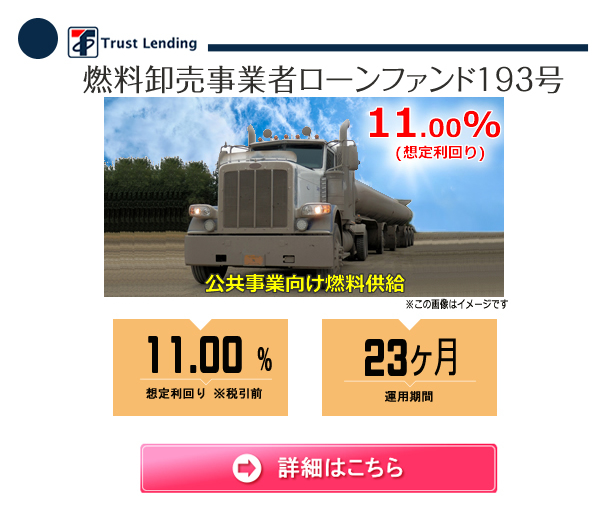 Trust Lending
燃料卸売事業者ローンファンド193号
11.00%
(想定利回り)
公共事業向け燃料供給
※この画像はイメージです
11.00 %
想定利回り ※税引前
23ヶ月
運用期間
詳細はこちら